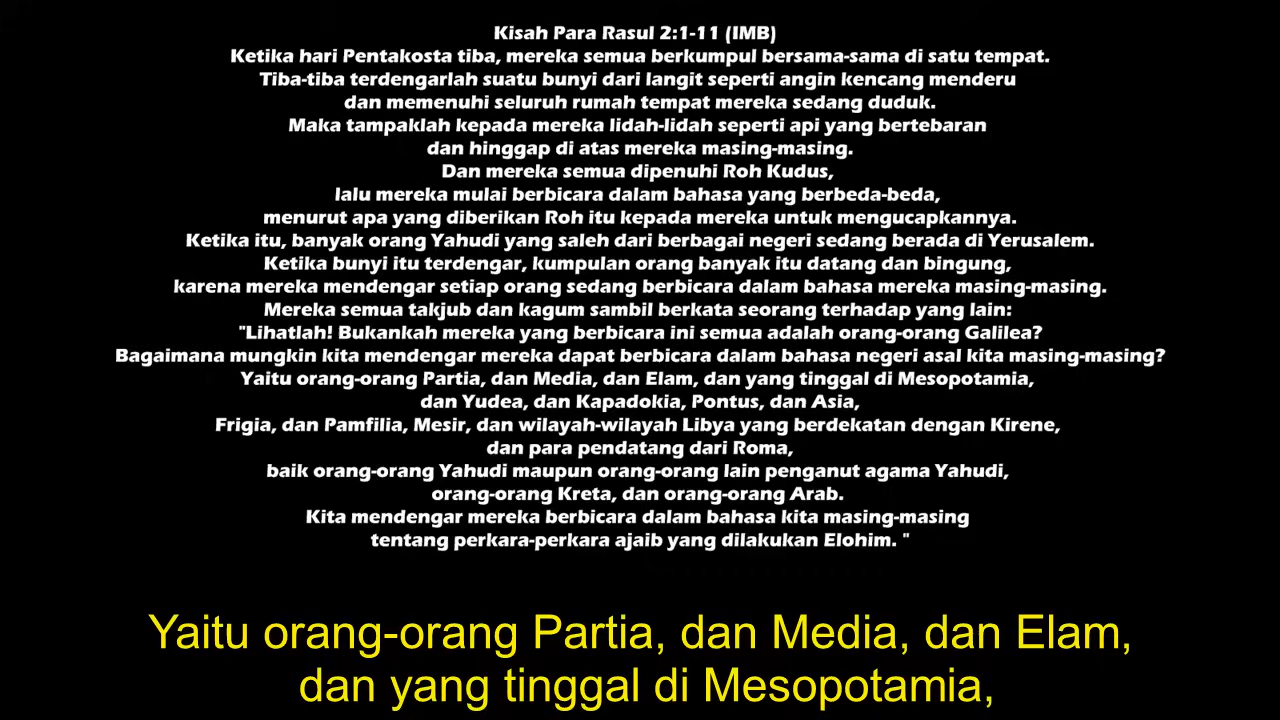 Kisah Para Rasul 2:1-11 (IMB)
Ketika hari Pentakosta tiba, mereka semua berkumpul bersama-sama di satu tempat.
Tiba-tiba terdengarlah suatu bunyi dari langit seperti angin kencang menderu
dan memenuhi seluruh rumah tempat mereka sedang duduk.
Maka tampaklah kepada mereka lidah-lidah seperti api yang bertebaran
dan hinggap di atas mereka masing-masing.
Dan mereka semua dipenuhi Roh Kudus,
lalu mereka mulai berbicara dalam bahasa yang berbeda-beda,
menurut apa yang diberikan Roh itu kepada mereka untuk mengucapkannya.
Ketika itu, banyak orang Yahudi yang saleh dari berbagai negeri sedang berada di Yerusalem.
Ketika bunyi itu terdengar, kumpulan orang banyak itu datang dan bingung,
karena mereka mendengar setiap orang sedang berbicara dalam bahasa mereka masing-masing.
Mereka semua takjub dan kagum sambil berkata seorang terhadap yang lain:
"Lihatlah! Bukankah mereka yang berbicara ini semua adalah orang-orang Galilea?
Bagaimana mungkin kita mendengar mereka dapat berbicara dalam bahasa negeri asal kita masing-masing?
Yaitu orang-orang Partia, dan Media, dan Elam, dan yang tinggal di Mesopotamia,
dan Yudea, dan Kapadokia, Pontus, dan Asia,
Frigia, dan Pamfilia, Mesir, dan wilayah-wilayah Libya yang berdekatan dengan Kirene,
dan para pendatang dari Roma,
baik orang-orang Yahudi maupun orang-orang lain penganut agama Yahudi,
orang-orang Kreta, dan orang-orang Arab.
Kita mendengar mereka berbicara dalam bahasa kita masing-masing
tentang perkara-perkara ajaib yang dilakukan Elohim. "
Yaitu orang-orang Partia, dan Media, dan Elam,
dan yang tinggal di Mesopotamia,